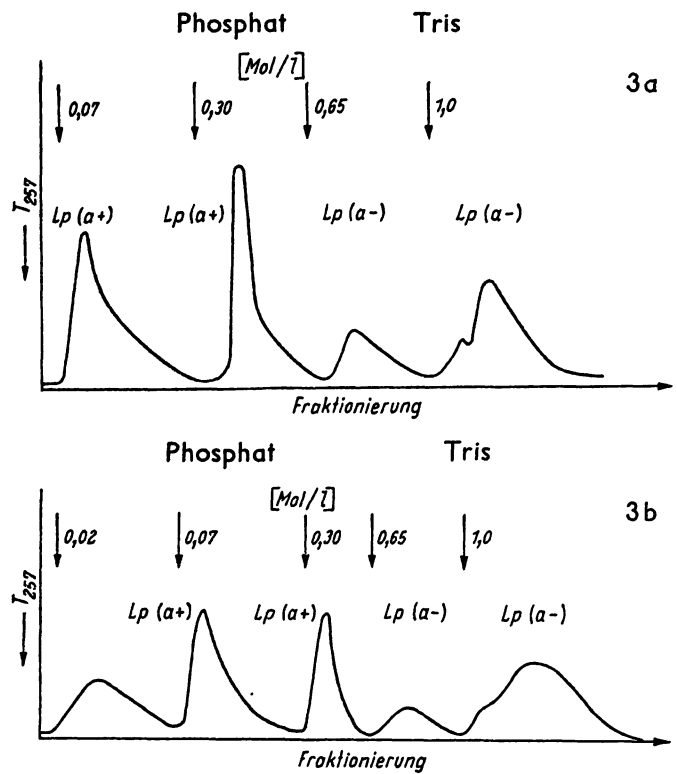 Phosphat Tris
[Mol/l]
3a
0,07 0,30 0,65 1,0
T257
Lp (a+) Lp (a+) Lp (a-) Lp (a-)
Fraktionierung
Phosphat Tris
[Mol/l]
3b
0,02 0,07 0,30 0,65 1,0
T257
Lp (a+) Lp (a+) Lp (a-) Lp (a-)
Fraktionierung